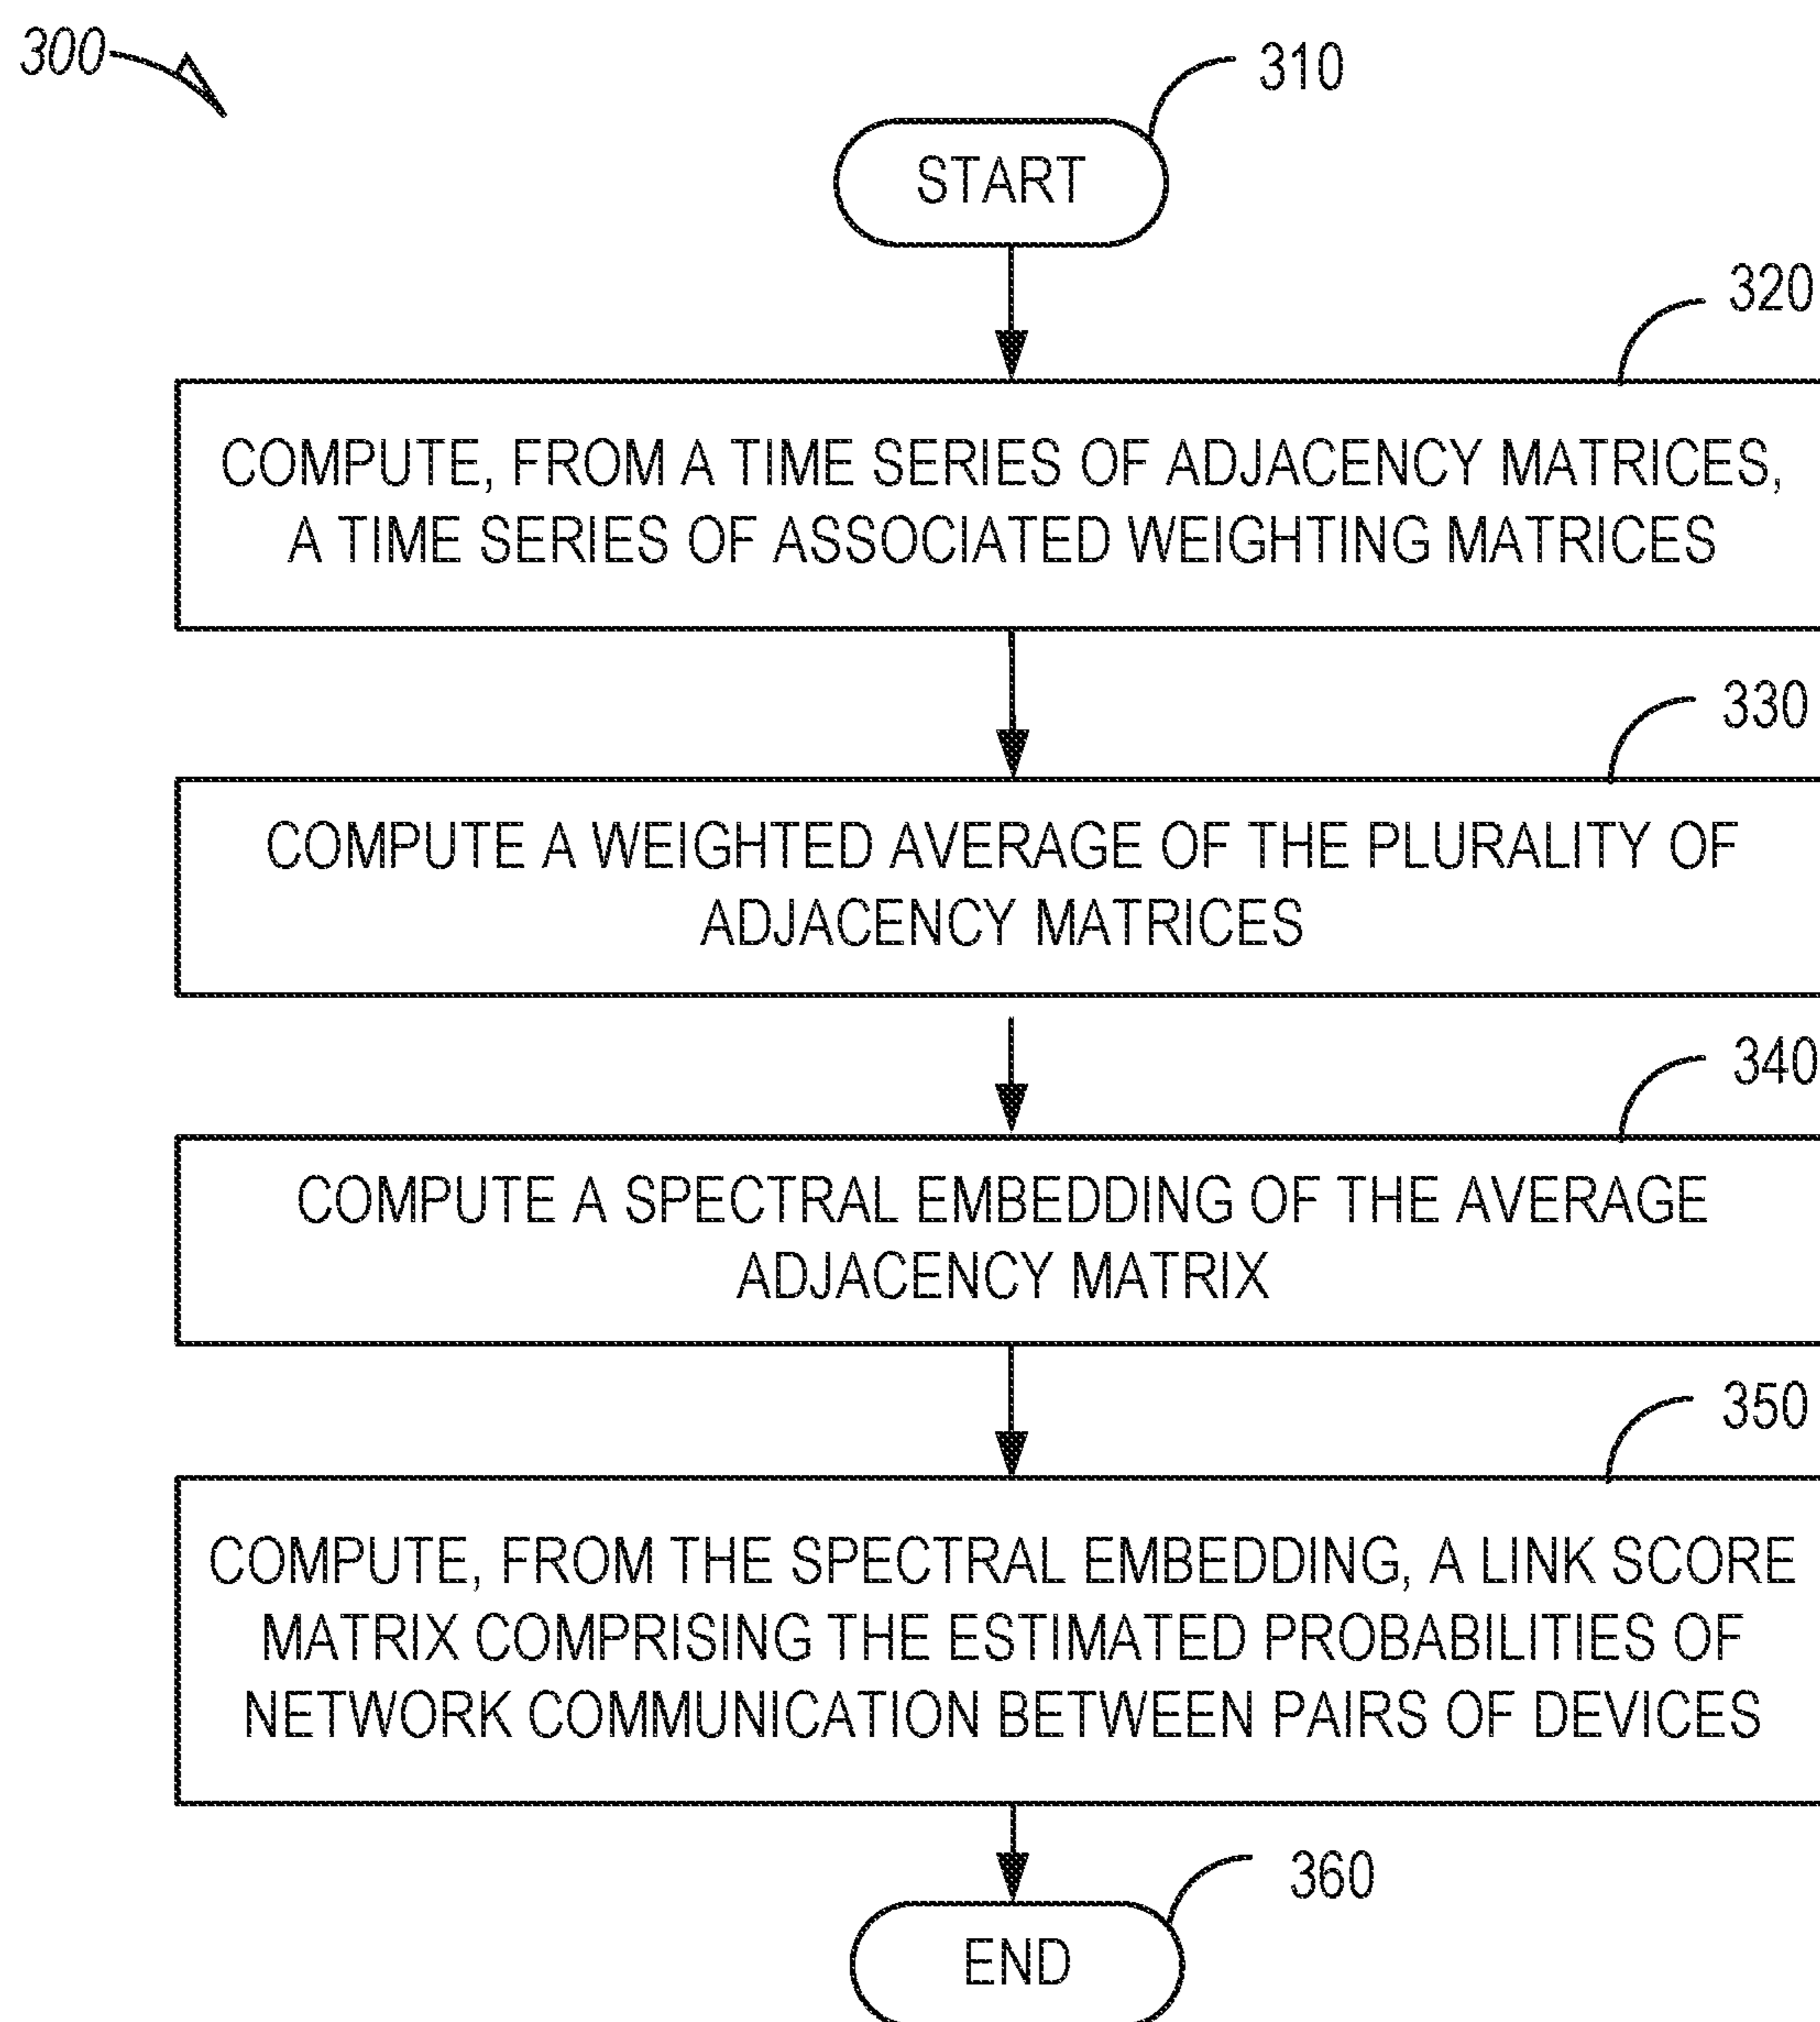 300
310
START
320
COMPUTE, FROM A TIME SERIES OF ADJACENCY MATRICES,
A TIME SERIES OF ASSOCIATED WEIGHTING MATRICES
330
COMPUTE A WEIGHTED AVERAGE OF THE PLURALITY OF
ADJACENCY MATRICES
340
COMPUTE A SPECTRAL EMBEDDING OF THE AVERAGE
ADJACENCY MATRIX
350
COMPUTE, FROM THE SPECTRAL EMBEDDING, A LINK SCORE
MATRIX COMPRISING THE ESTIMATED PROBABILITIES OF
NETWORK COMMUNICATION BETWEEN PAIRS OF DEVICES
360
END